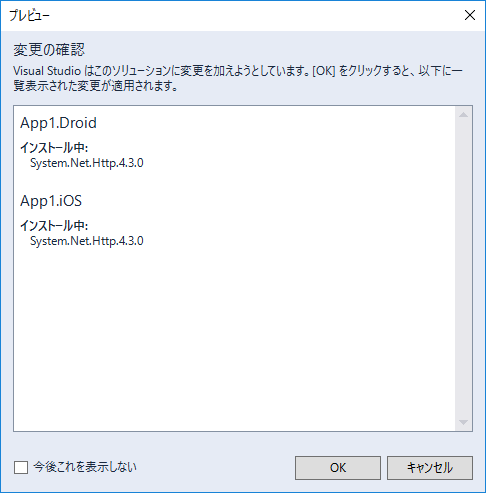 プレビュー
変更の確認
Visual Studio はこのソリューションに変更を加えようとしています。[OK] をクリックすると、以下に一
覧表示された変更が適用されます。
App1.Droid
インストール中:
System.Net.Http.4.3.0
App1.iOS
インストール中:
System.Net.Http.4.3.0
今後これを表示しない
OK
キャンセル